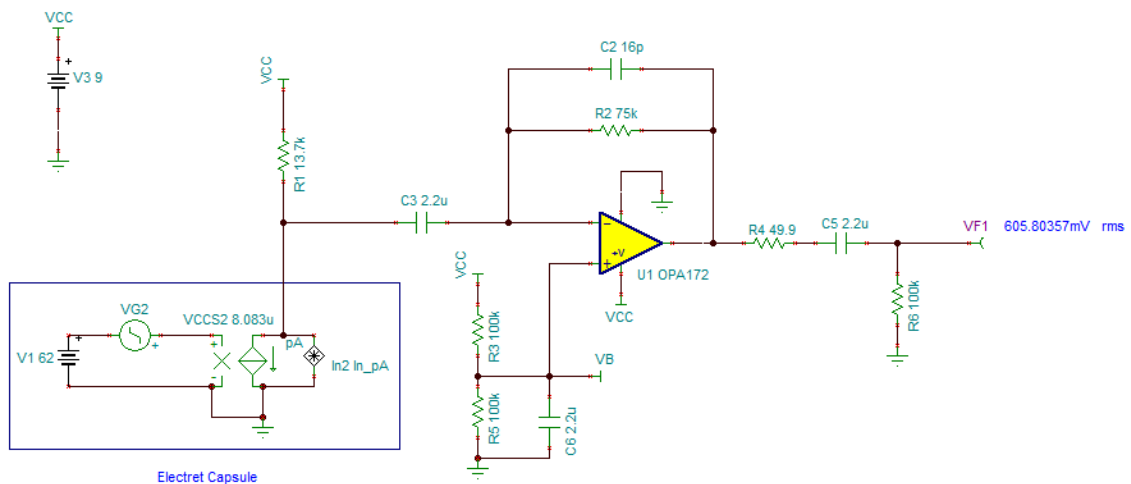 VCC
V3 9
VCC
R1 13.7k
C2 16p
R2 75k
C3 2.2u
+V
U1 OPA172
VCC
R4 49.9
C5 2.2u
VF1 605.80357mV rms
R6 100k
VCC
R3 100k
VB
R5 100k
C6 2.2u
VG2
VCCS2 8.083u
V1 62
pA
In2 In_pA
Electret Capsule